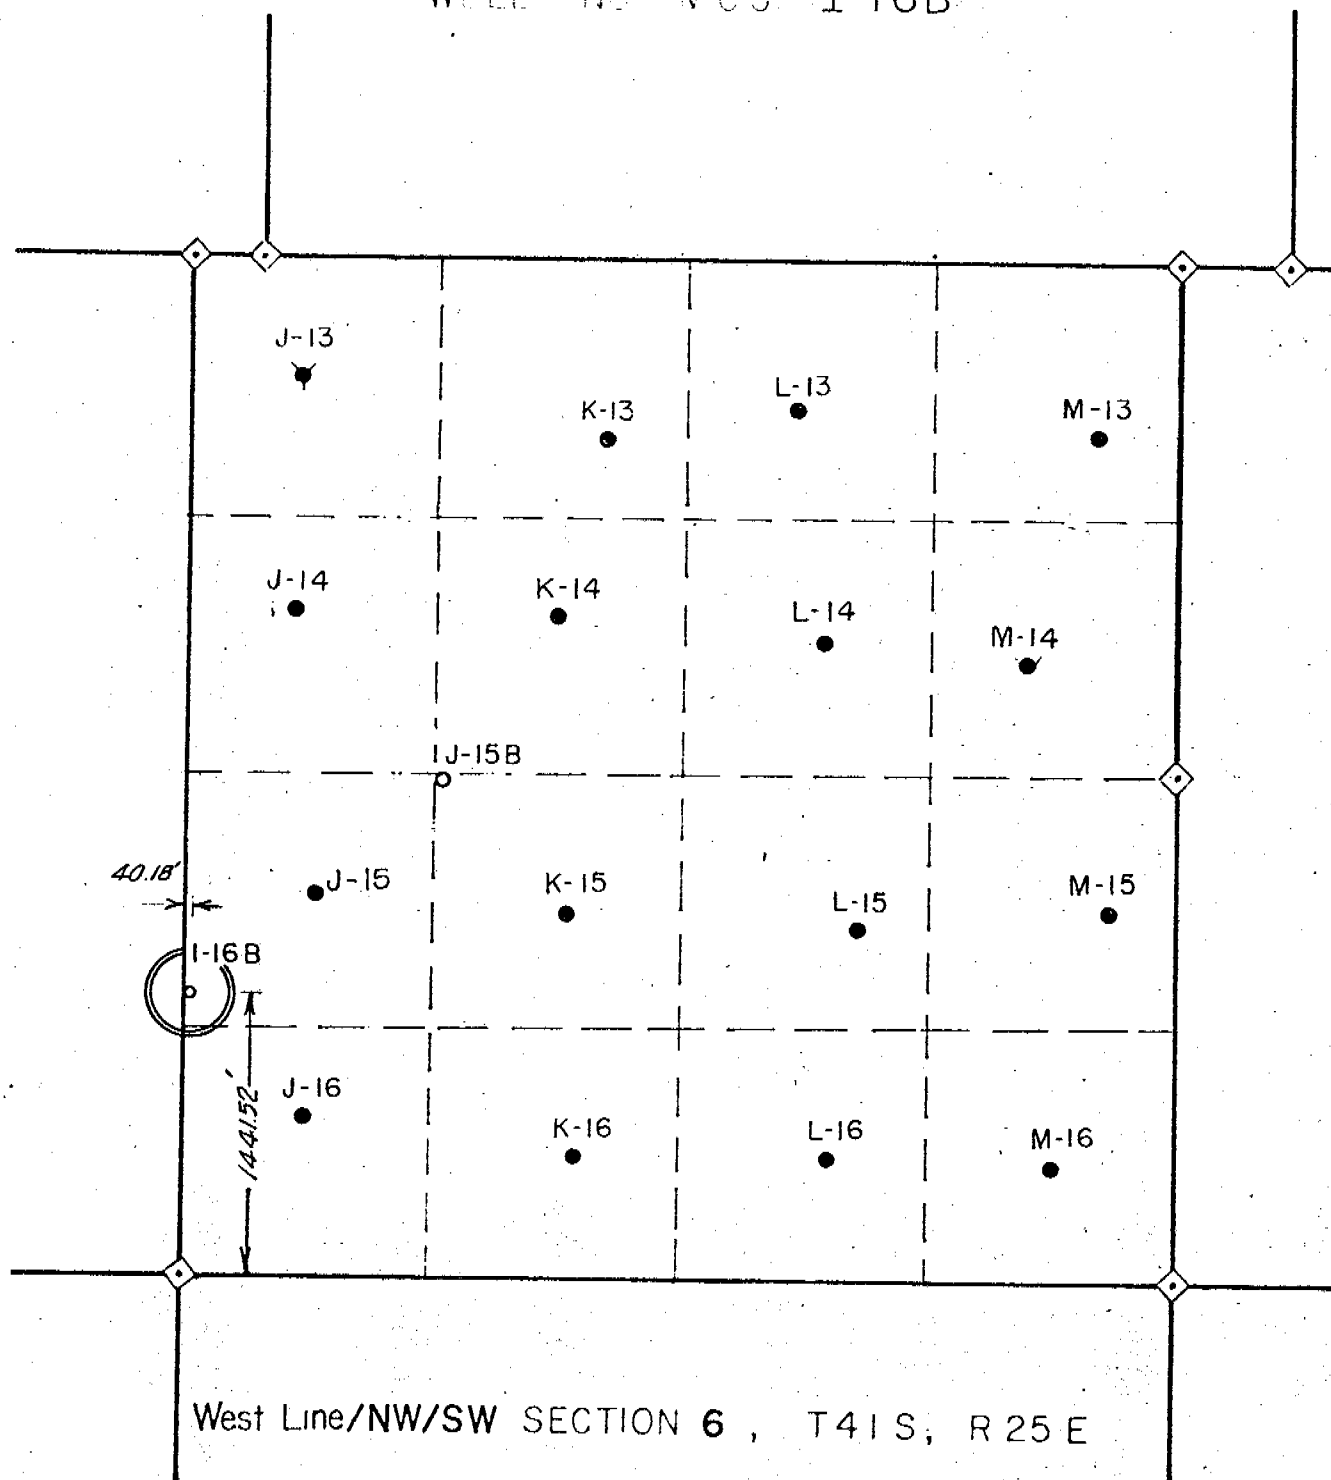 J-13
K-13
L-13
M-13
J-14
K-14
L-14
M-14
J-15B
40.18'
J-15
K-15
L-15
M-15
I-16B
1441.52'
J-16
K-16
L-16
M-16
West Line/NW/SW SECTION 6 , T41S, R25E